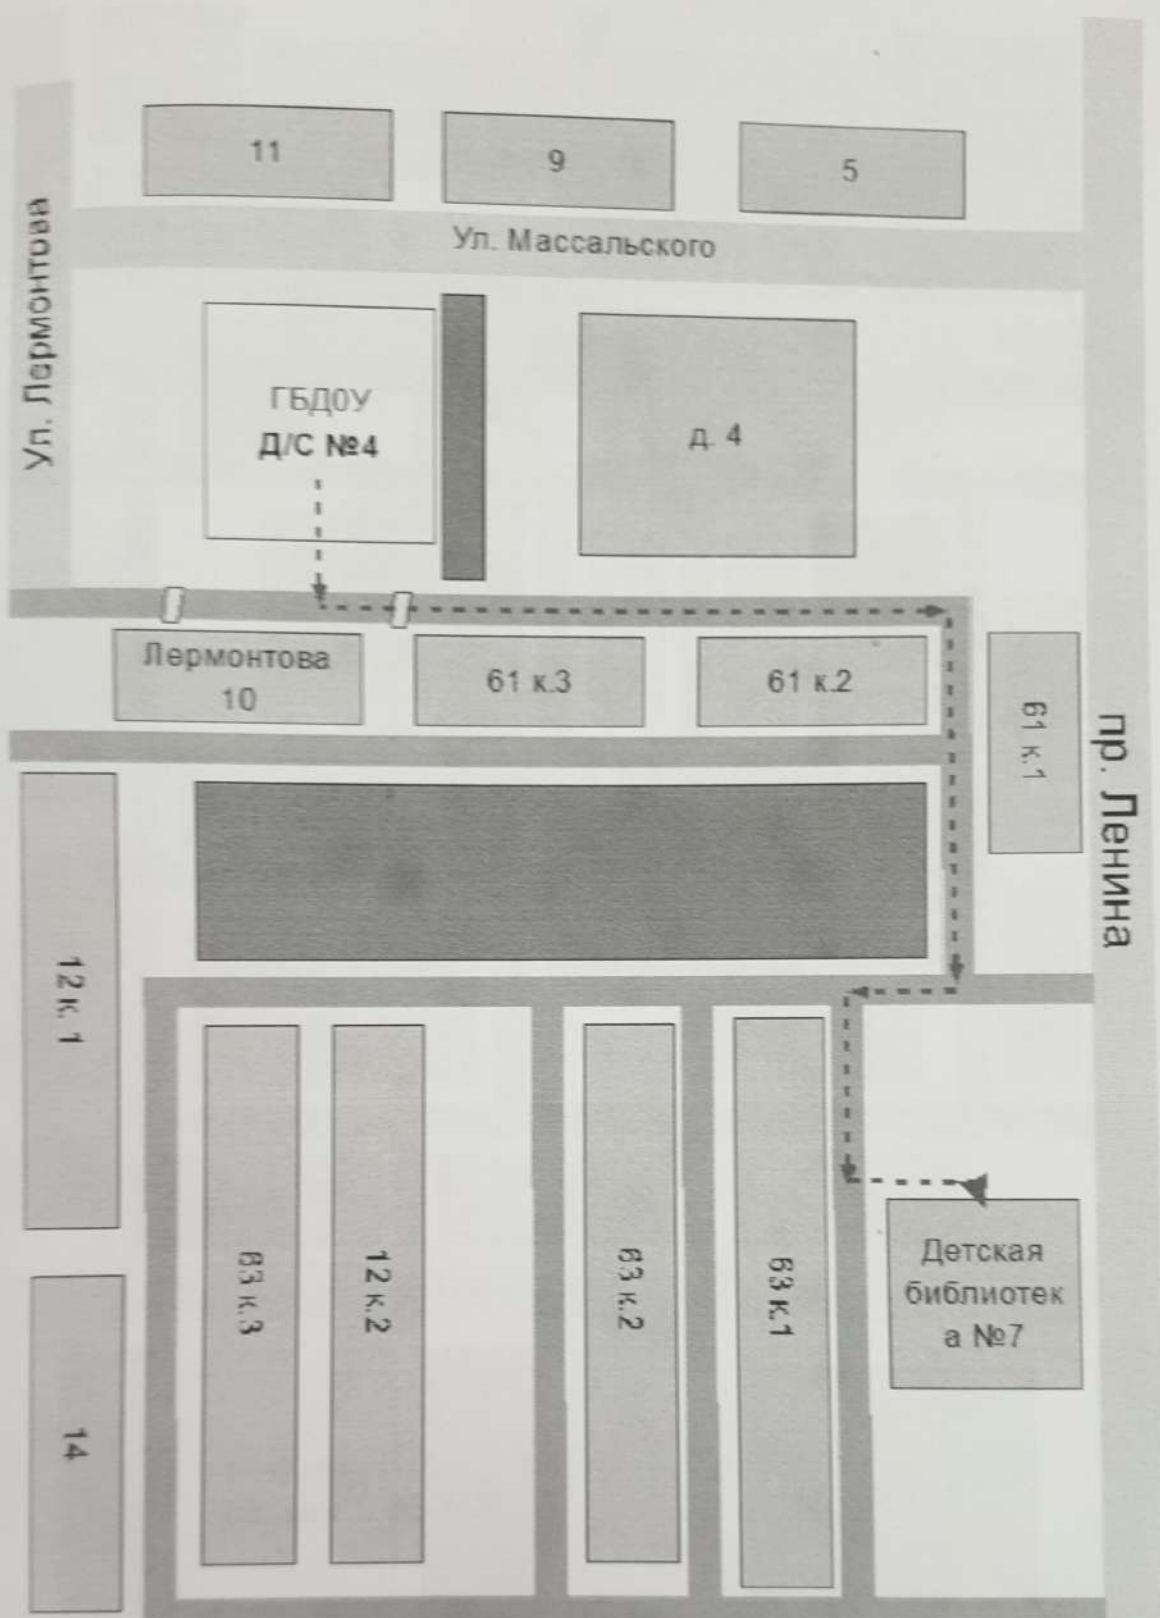 11
9
5
Ул. Массальского
Ул. Лермонтова
ГБДОУ
Д/С №4
д. 4
Лермонтова
10
61 к.3
61 к.2
61 к.1
пр. Ленина
12 к. 1
63 к.3
12 к.2
63 к.2
63 к.1
Детская
библиотек
а №7
14